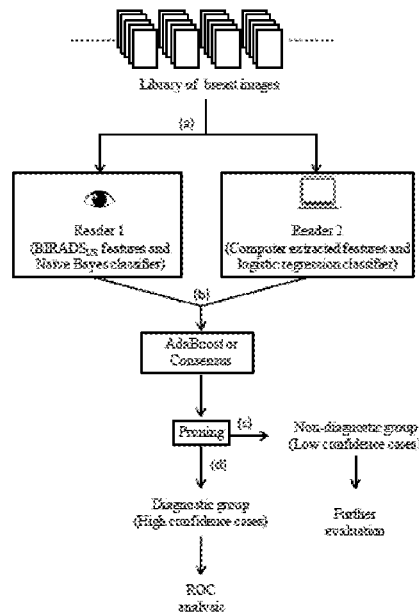 Library of breast images
(a)
Reader 1
(BIRADS_US features and
Naive Bayes classifier)
Reader 2
(Computer extracted features and
logistic regression classifier)
(b)
AdaBoost or
Consensus
Pruning
(c)
Non-diagnostic group
(Low confidence cases)
(d)
Diagnostic group
(High confidence cases)
Further
evaluation
ROC
analysis